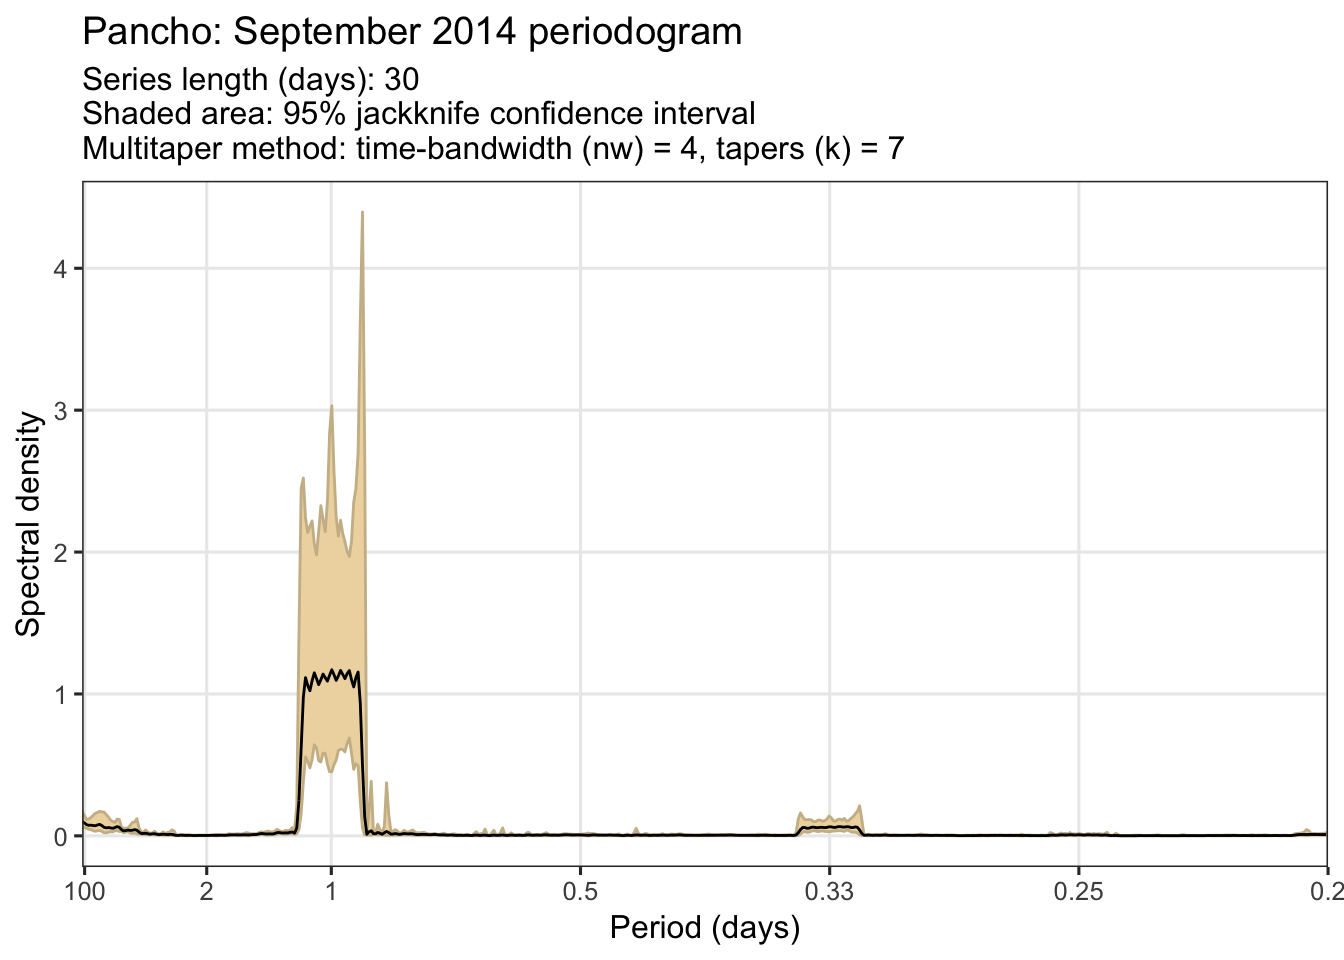 Pancho: September 2014 periodogram
Series length (days): 30
Shaded area: 95% jackknife confidence interval
Multitaper method: time-bandwidth (nw) = 4, tapers (k) = 7
Spectral density
4
3
2
1
0
100 2 1 0.5 0.33 0.25 0.2
Period (days)